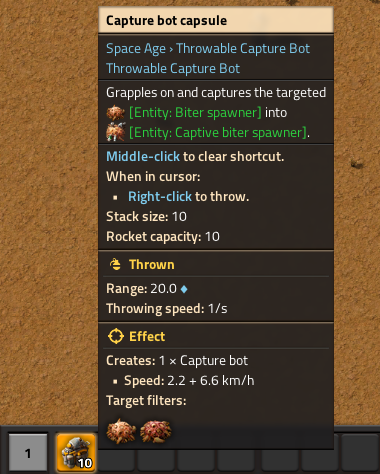 Capture bot capsule
Space Age › Throwable Capture Bot
Throwable Capture Bot
Grapples on and captures the targeted
[Entity: Biter spawner] into
[Entity: Captive biter spawner].
Middle-click to clear shortcut.
When in cursor:
▪ Right-click to throw.
Stack size: 10
Rocket capacity: 10
Thrown
Range: 20.0
Throwing speed: 1/s
Effect
Creates: 1 × Capture bot
• Speed: 2.2 + 6.6 km/h
Target filters:
1
10